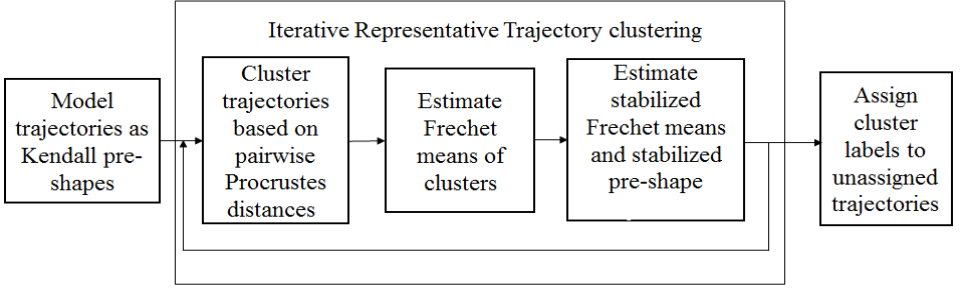 Iterative Representative Trajectory clustering
Model
trajectories as
Kendall pre-
shapes
Cluster
trajectories
based on
pairwise
Procrustes
distances
Estimate
Frechet
means of
clusters
Estimate
stabilized
Frechet means
and stabilized
pre-shape
Assign
cluster
labels to
unassigned
trajectories